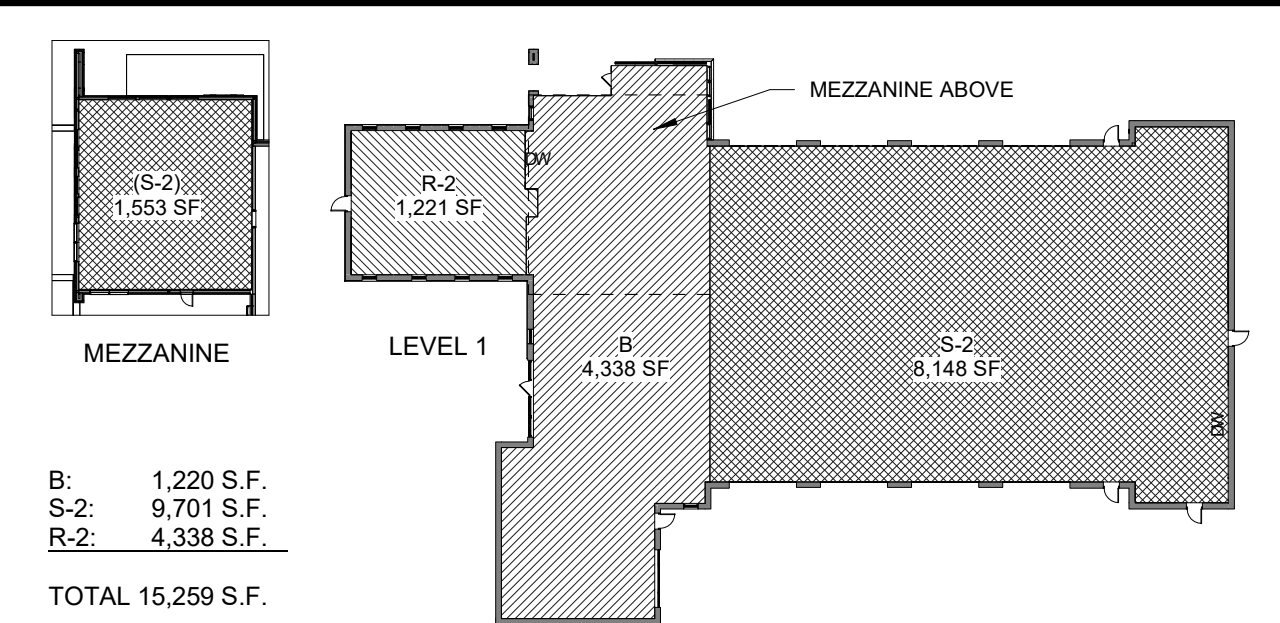 (S-2)
1,553 SF
MEZZANINE
MEZZANINE ABOVE
DW
R-2
1,221 SF
LEVEL 1
B
4,338 SF
S-2
8,148 SF
DW
B: 1,220 S.F.
S-2: 9,701 S.F.
R-2: 4,338 S.F.
TOTAL 15,259 S.F.